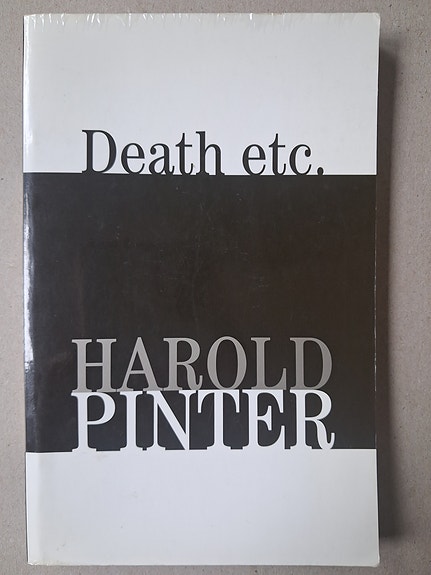 Death etc.
HAROLD
PINTER